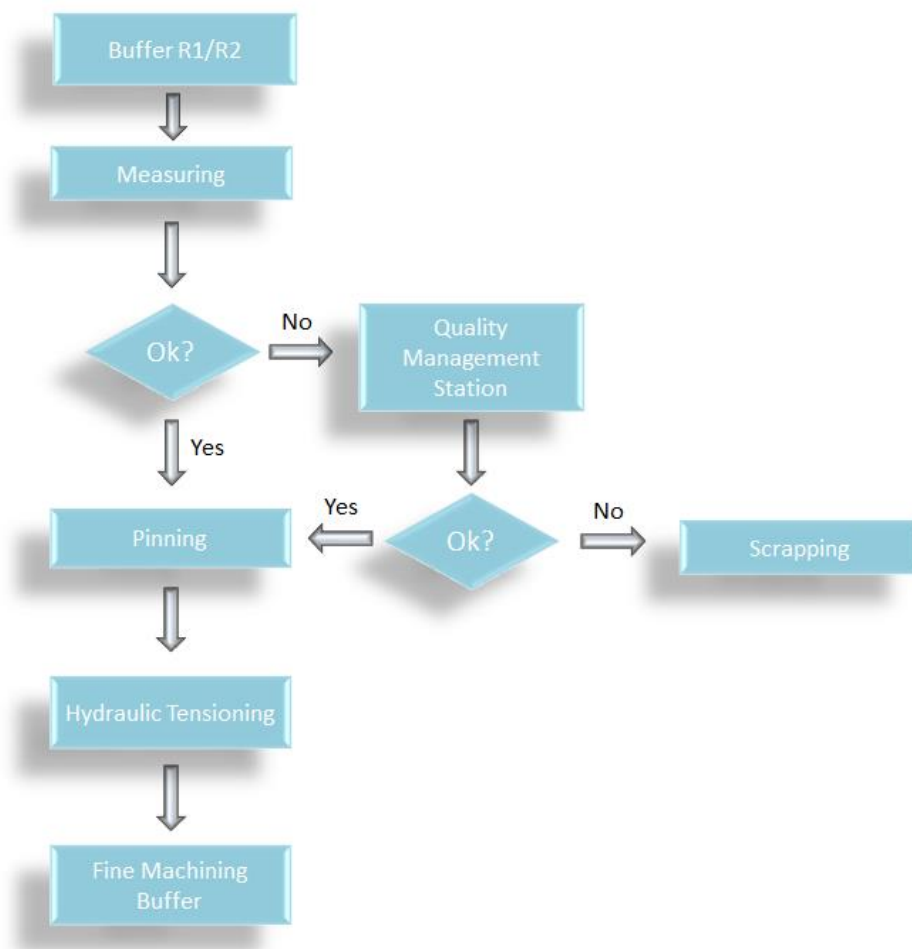 Buffer R1/R2
Measuring
Ok?
No
Quality
Management
Station
Yes
Pinning
Yes
Ok?
No
Scrapping
Hydraulic Tensioning
Fine Machining
Buffer